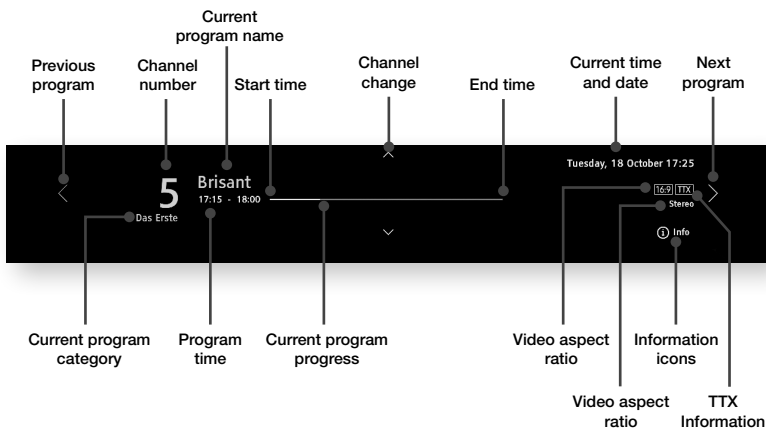 Current
program name
Previous
program
Channel
number
Start time
Channel
change
End time
Current time
and date
Next
program
Tuesday, 18 October 17:25
5
Brisant
17:15 - 18:00
Das Erste
16:9 TTX
Stereo
i Info
Current program
category
Program
time
Current program
progress
Video aspect
ratio
Information
icons
Video aspect
ratio
TTX
Information